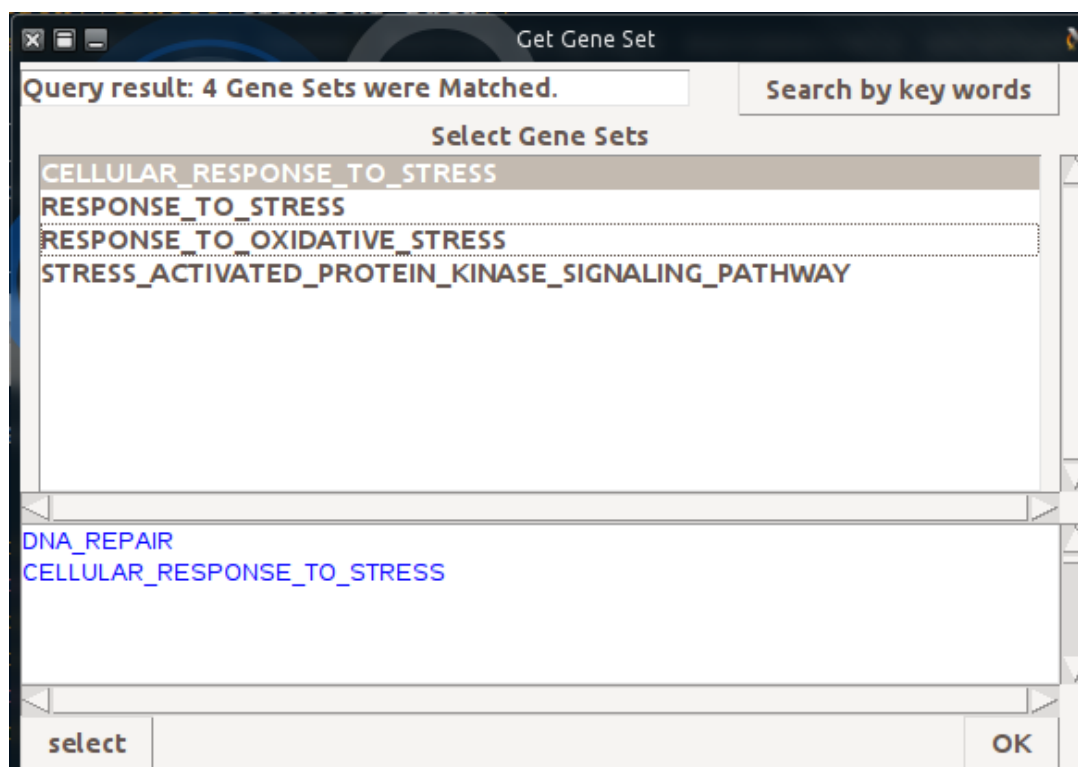 Get Gene Set
Query result: 4 Gene Sets were Matched.
Search by key words
Select Gene Sets
CELLULAR_RESPONSE_TO_STRESS
RESPONSE_TO_STRESS
RESPONSE_TO_OXIDATIVE_STRESS
STRESS_ACTIVATED_PROTEIN_KINASE_SIGNALING_PATHWAY
DNA_REPAIR
CELLULAR_RESPONSE_TO_STRESS
select
OK